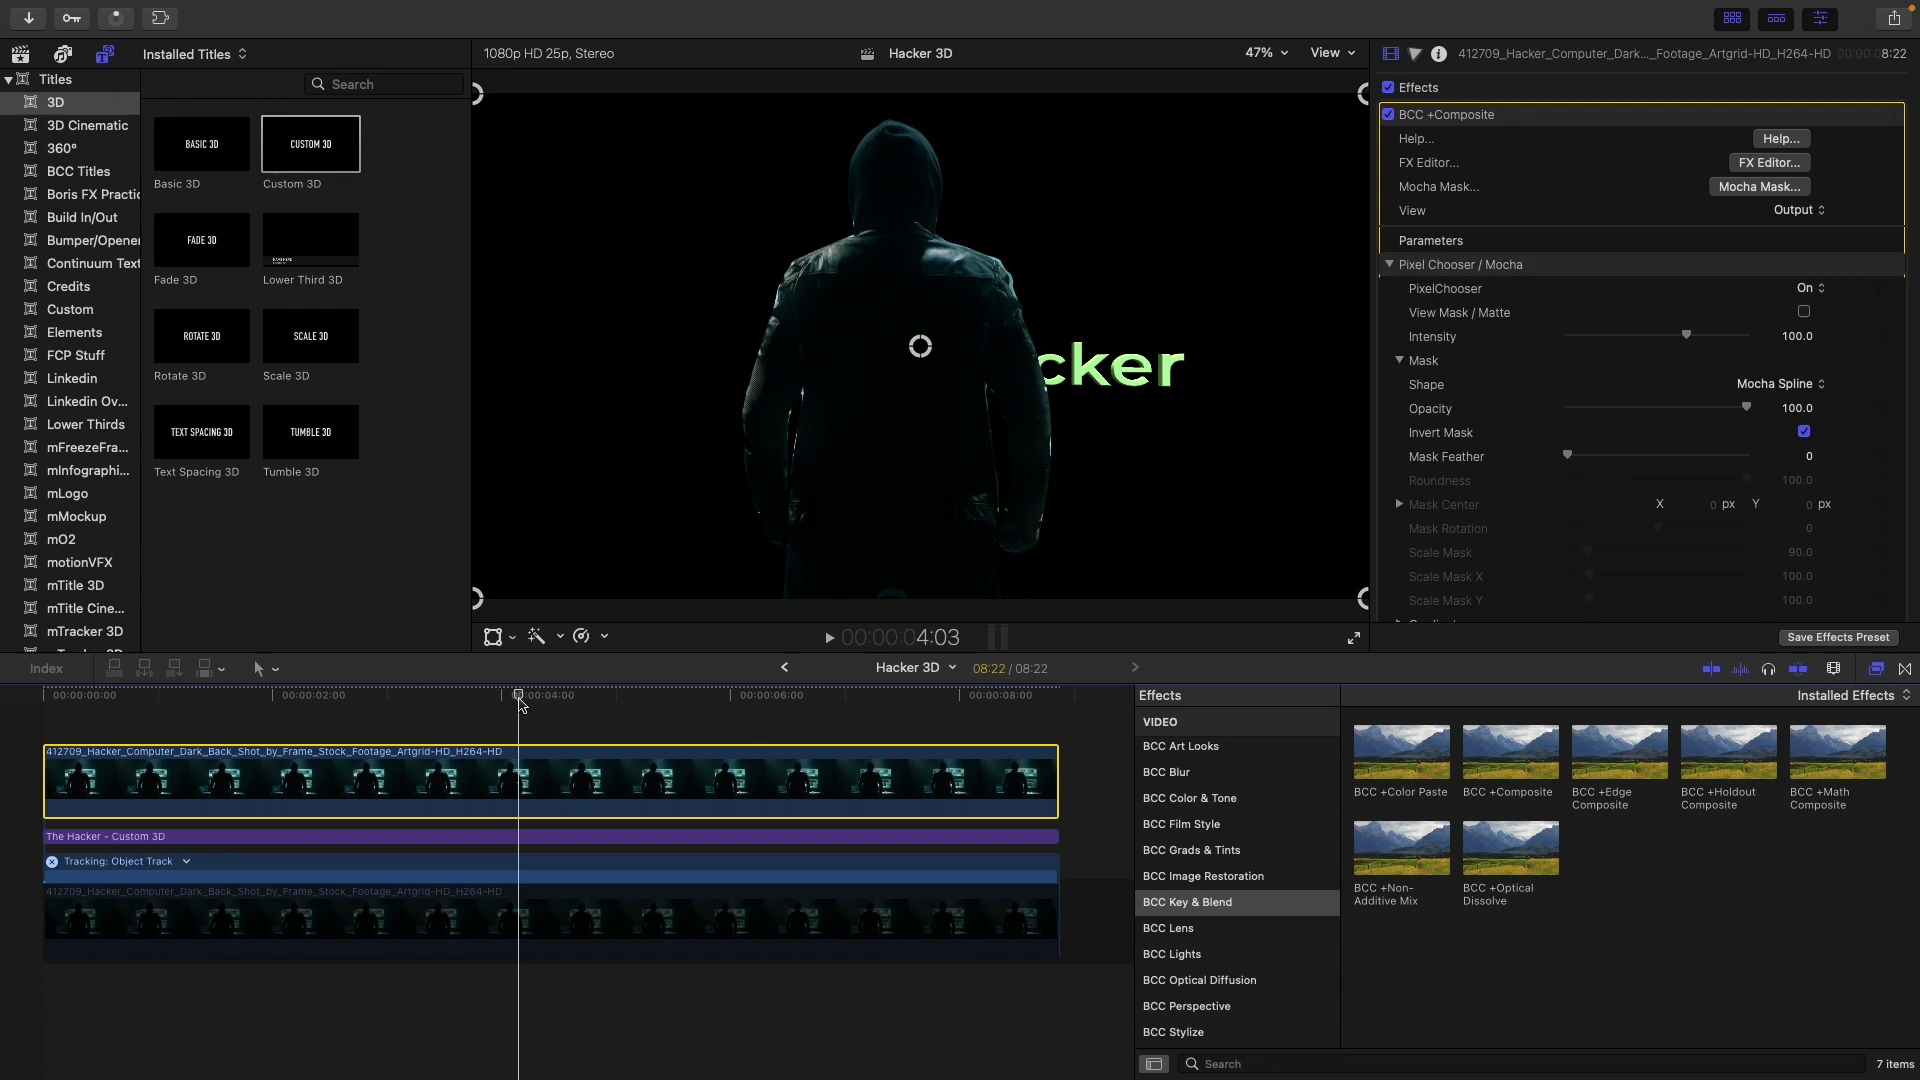 Installed Titles
1080p HD 25p, Stereo
Hacker 3D
47%
View
412709_Hacker_Computer_Dark..._Footage_Artgrid-HD_H264-HD
00:00:08:22
Titles
Search
3D
3D Cinematic
360°
BCC Titles
Boris FX Practic
Build In/Out
Bumper/Opener
Continuum Text
Credits
Custom
Elements
FCP Stuff
Linkedin
Linkedin Ov...
Lower Thirds
mFreezeFra...
mInfographi...
mLogo
mMockup
mO2
motionVFX
mTitle 3D
mTitle Cine...
mTracker 3D
BASIC 3D
Basic 3D
CUSTOM 3D
Custom 3D
FADE 3D
Fade 3D
Lower Third 3D
ROTATE 3D
Rotate 3D
SCALE 3D
Scale 3D
TEXT SPACING 3D
Text Spacing 3D
TUMBLE 3D
Tumble 3D
cker
00:00:04:03
Effects
BCC +Composite
Help...
Help...
FX Editor...
FX Editor...
Mocha Mask...
Mocha Mask...
View
Output
Parameters
Pixel Chooser / Mocha
PixelChooser
On
View Mask / Matte
Intensity
100.0
Mask
Shape
Mocha Spline
Opacity
100.0
Invert Mask
Mask Feather
0
Roundness
100.0
Mask Center
X 0 px Y 0 px
Mask Rotation
0
Scale Mask
90.0
Scale Mask X
100.0
Scale Mask Y
100.0
Save Effects Preset
Index
Hacker 3D
08:22 / 08:22
00:00:00:00
00:00:02:00
00:00:04:00
00:00:06:00
00:00:08:00
412709_Hacker_Computer_Dark_Back_Shot_by_Frame_Stock_Footage_Artgrid-HD_H264-HD
The Hacker - Custom 3D
Tracking: Object Track
412709_Hacker_Computer_Dark_Back_Shot_by_Frame_Stock_Footage_Artgrid-HD_H264-HD
Effects
Installed Effects
VIDEO
BCC Art Looks
BCC Blur
BCC Color & Tone
BCC Film Style
BCC Grads & Tints
BCC Image Restoration
BCC Key & Blend
BCC Lens
BCC Lights
BCC Optical Diffusion
BCC Perspective
BCC Stylize
BCC +Color Paste
BCC +Composite
BCC +Edge
Composite
BCC +Holdout
Composite
BCC +Math
Composite
BCC +Non-
Additive Mix
BCC +Optical
Dissolve
Search
7 items